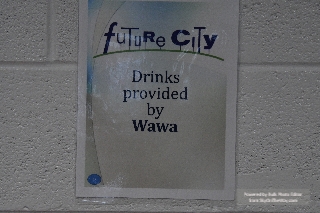 future city
Drinks
provided
by
Wawa